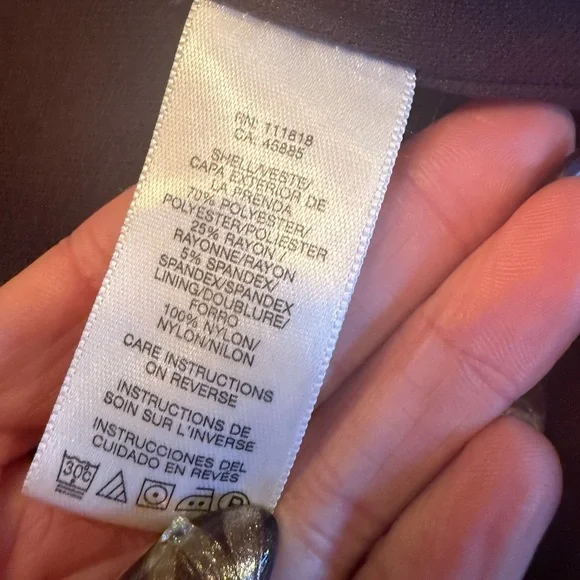 RN: 111818
CA: 45885
SHELL/VESTE/
CAPA EXTERIOR DE
LA PRENDA
70% POLYESTER/
POLYESTER/POLIESTER
25% RAYON /
RAYONNE/RAYON
5% SPANDEX/
SPANDEX/SPANDEX
LINING/DOUBLURE/
FORRO
100% NYLON/
NYLON/NILON
CARE INSTRUCTIONS
ON REVERSE
INSTRUCTIONS DE
SOIN SUR L'INVERSE
INSTRUCCIONES DEL
CUIDADO EN REVÉS
30°C